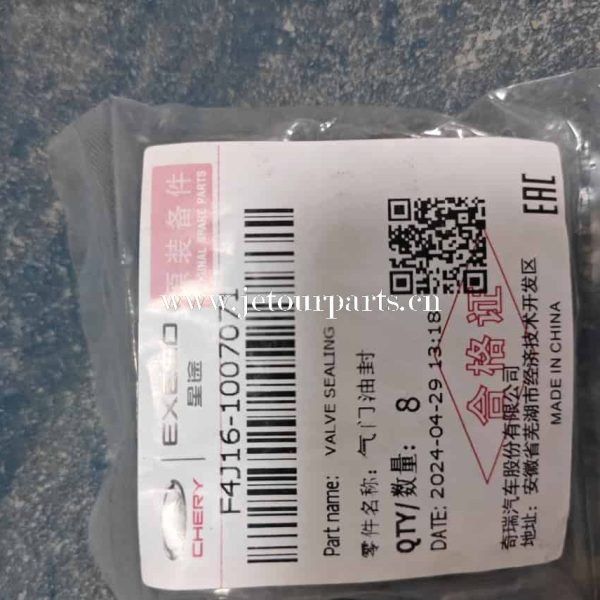 CHERY
EXEED
星途
原装备件
ORIGINAL SPARE PARTS
F4J16-1007071
Part name: VALVE SEALING
零件名称: 气门油封
QTY/数量: 8
DATE: 2024-04-29 13:18
合格证
奇瑞汽车股份有限公司
地址: 安徽省芜湖市经济技术开发区
MADE IN CHINA
EAC
www.jetourparts.cn